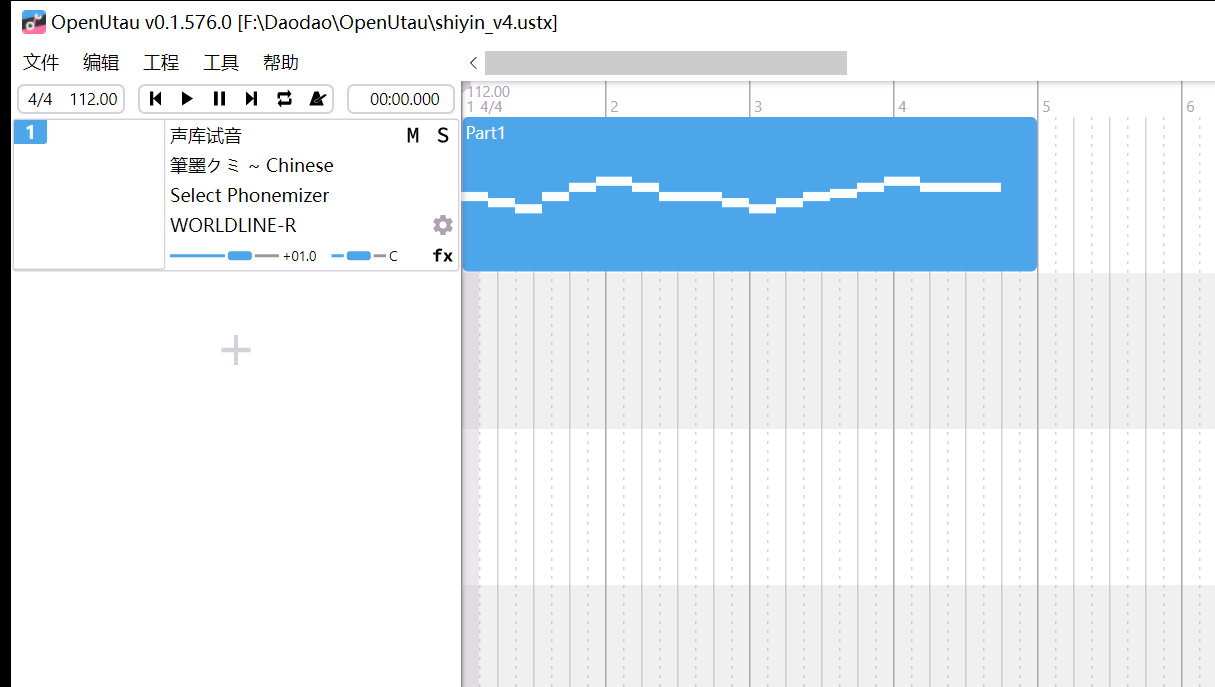 OpenUtau v0.1.576.0 [F:\Daodao\OpenUtau\shiyin_v4.ustx]
文件 编辑 工程 工具 帮助
4/4 112.00 00:00.000
112.00
1 4/4 2 3 4 5 6
1 声库试音 M S
Part1
筆墨クミ ~ Chinese
Select Phonemizer
WORLDLINE-R
+01.0 C fx